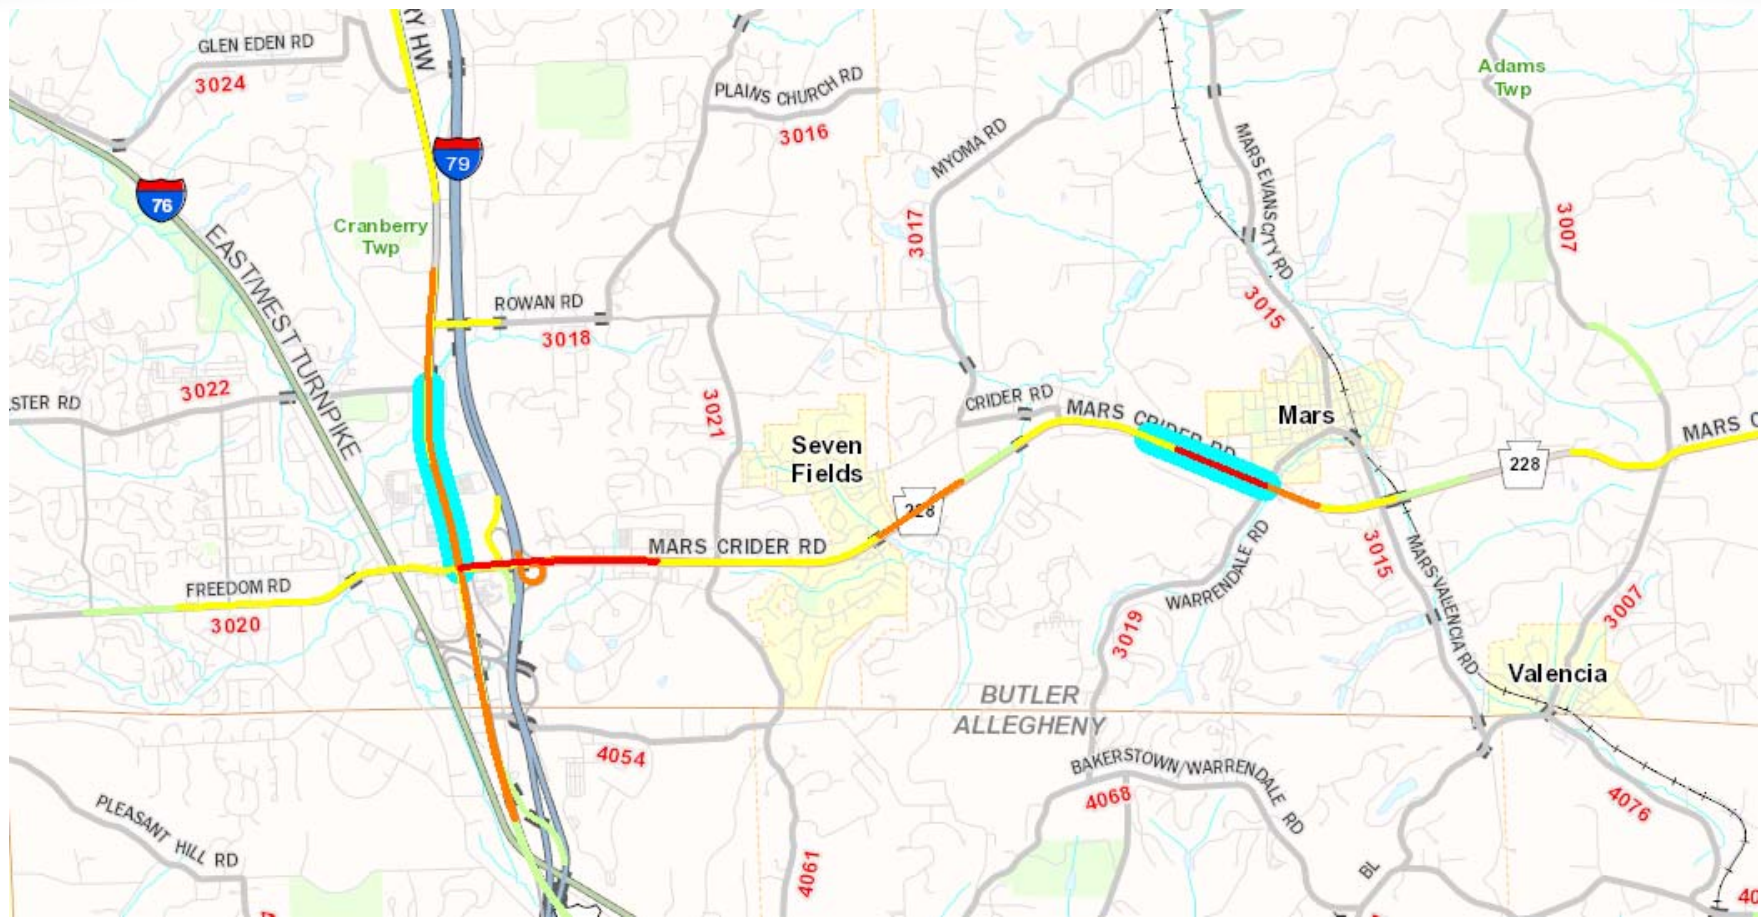 RY HW
GLEN EDEN RD
3024
79
76
Cranberry
Twp
EAST/WEST TURNPIKE
PLAINS CHURCH RD
3016
MYOMA RD
3017
MARS EVANS CITY RD
3015
Adams
Twp
3007
ROWAN RD
3018
STER RD
3022
3021
CRIDER RD
MARS CRIDER RD
Mars
MARS C
228
Seven
Fields
228
MARS CRIDER RD
FREEDOM RD
3020
WARRENDALE RD
3019
3015
MARS VALENCIA RD
3007
Valencia
BUTLER
ALLEGHENY
4054
BAKERSTOWN/WARRENDALE RD
4068
4076
PLEASANT HILL RD
4061
BL
40